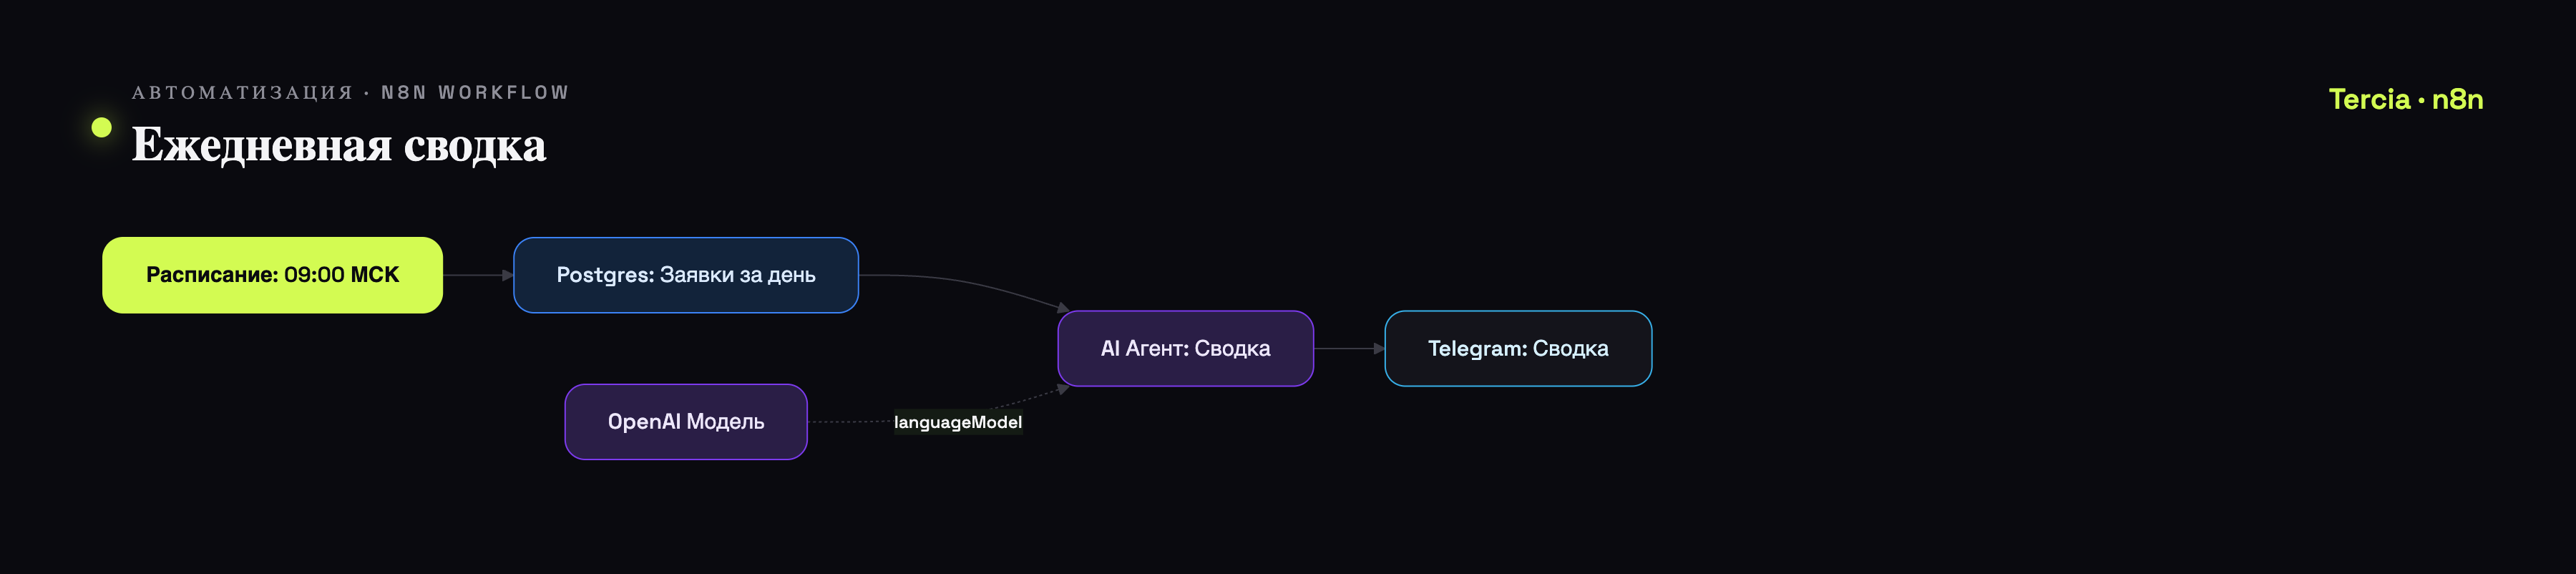 АВТОМАТИЗАЦИЯ · N8N WORKFLOW
Ежедневная сводка
Tercia · n8n
Расписание: 09:00 МСК
Postgres: Заявки за день
AI Агент: Сводка
Telegram: Сводка
OpenAI Модель
languageModel